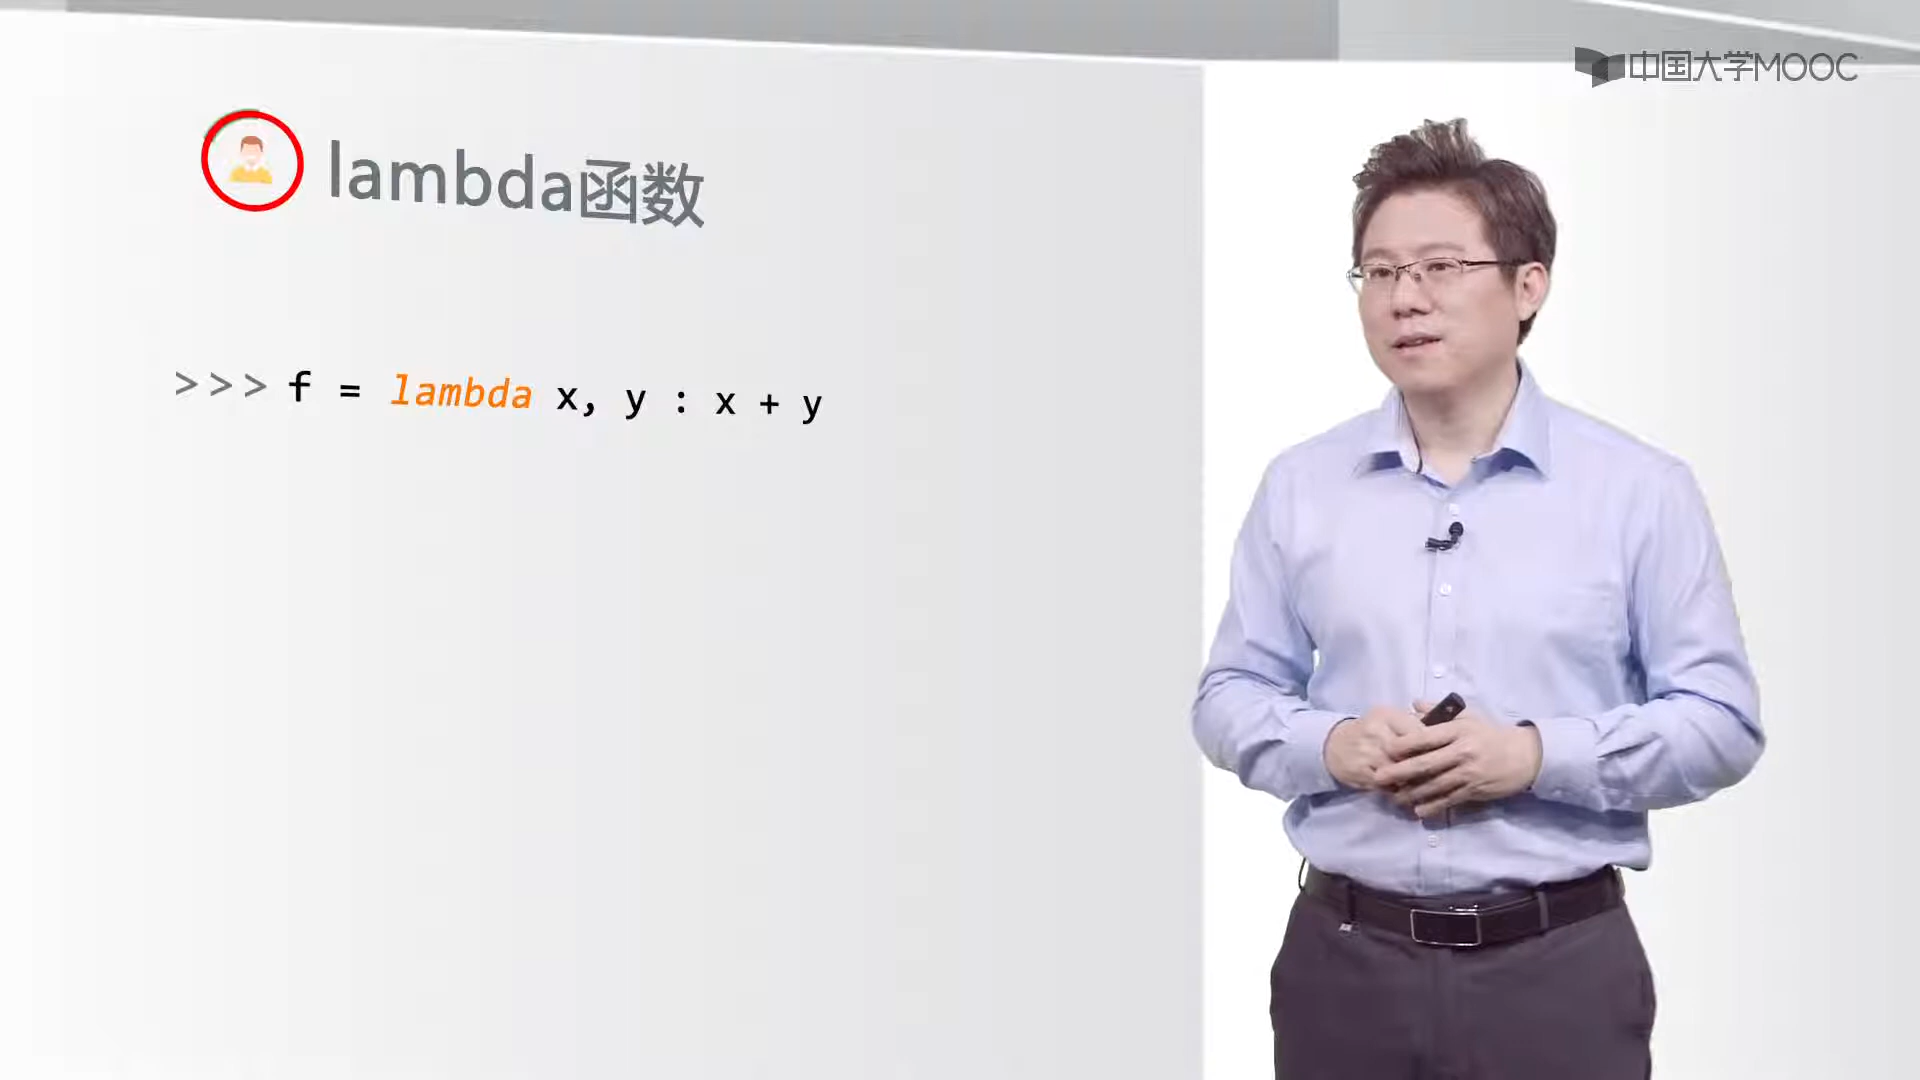 中国大学MOOC
lambda函数
>>> f = lambda x, y : x + y